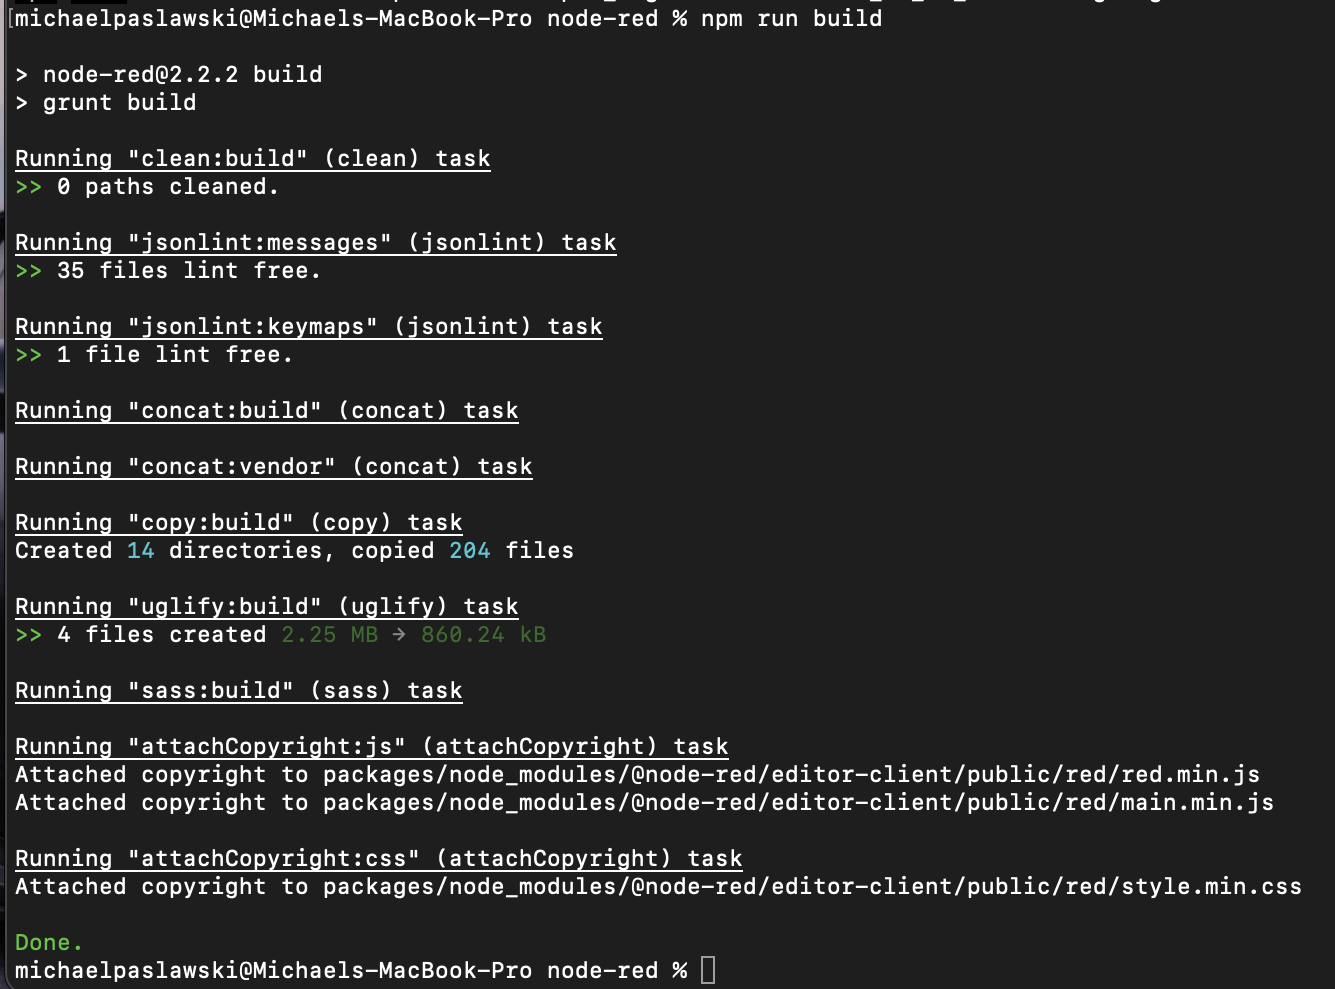 [michaelpaslawski@Michaels-MacBook-Pro node-red % npm run build
> node-red@2.2.2 build
> grunt build
Running "clean:build" (clean) task
>> 0 paths cleaned.
Running "jsonlint:messages" (jsonlint) task
>> 35 files lint free.
Running "jsonlint:keymaps" (jsonlint) task
>> 1 file lint free.
Running "concat:build" (concat) task
Running "concat:vendor" (concat) task
Running "copy:build" (copy) task
Created 14 directories, copied 204 files
Running "uglify:build" (uglify) task
>> 4 files created 2.25 MB → 860.24 kB
Running "sass:build" (sass) task
Running "attachCopyright:js" (attachCopyright) task
Attached copyright to packages/node_modules/@node-red/editor-client/public/red/red.min.js
Attached copyright to packages/node_modules/@node-red/editor-client/public/red/main.min.js
Running "attachCopyright:css" (attachCopyright) task
Attached copyright to packages/node_modules/@node-red/editor-client/public/red/style.min.css
Done.
michaelpaslawski@Michaels-MacBook-Pro node-red %